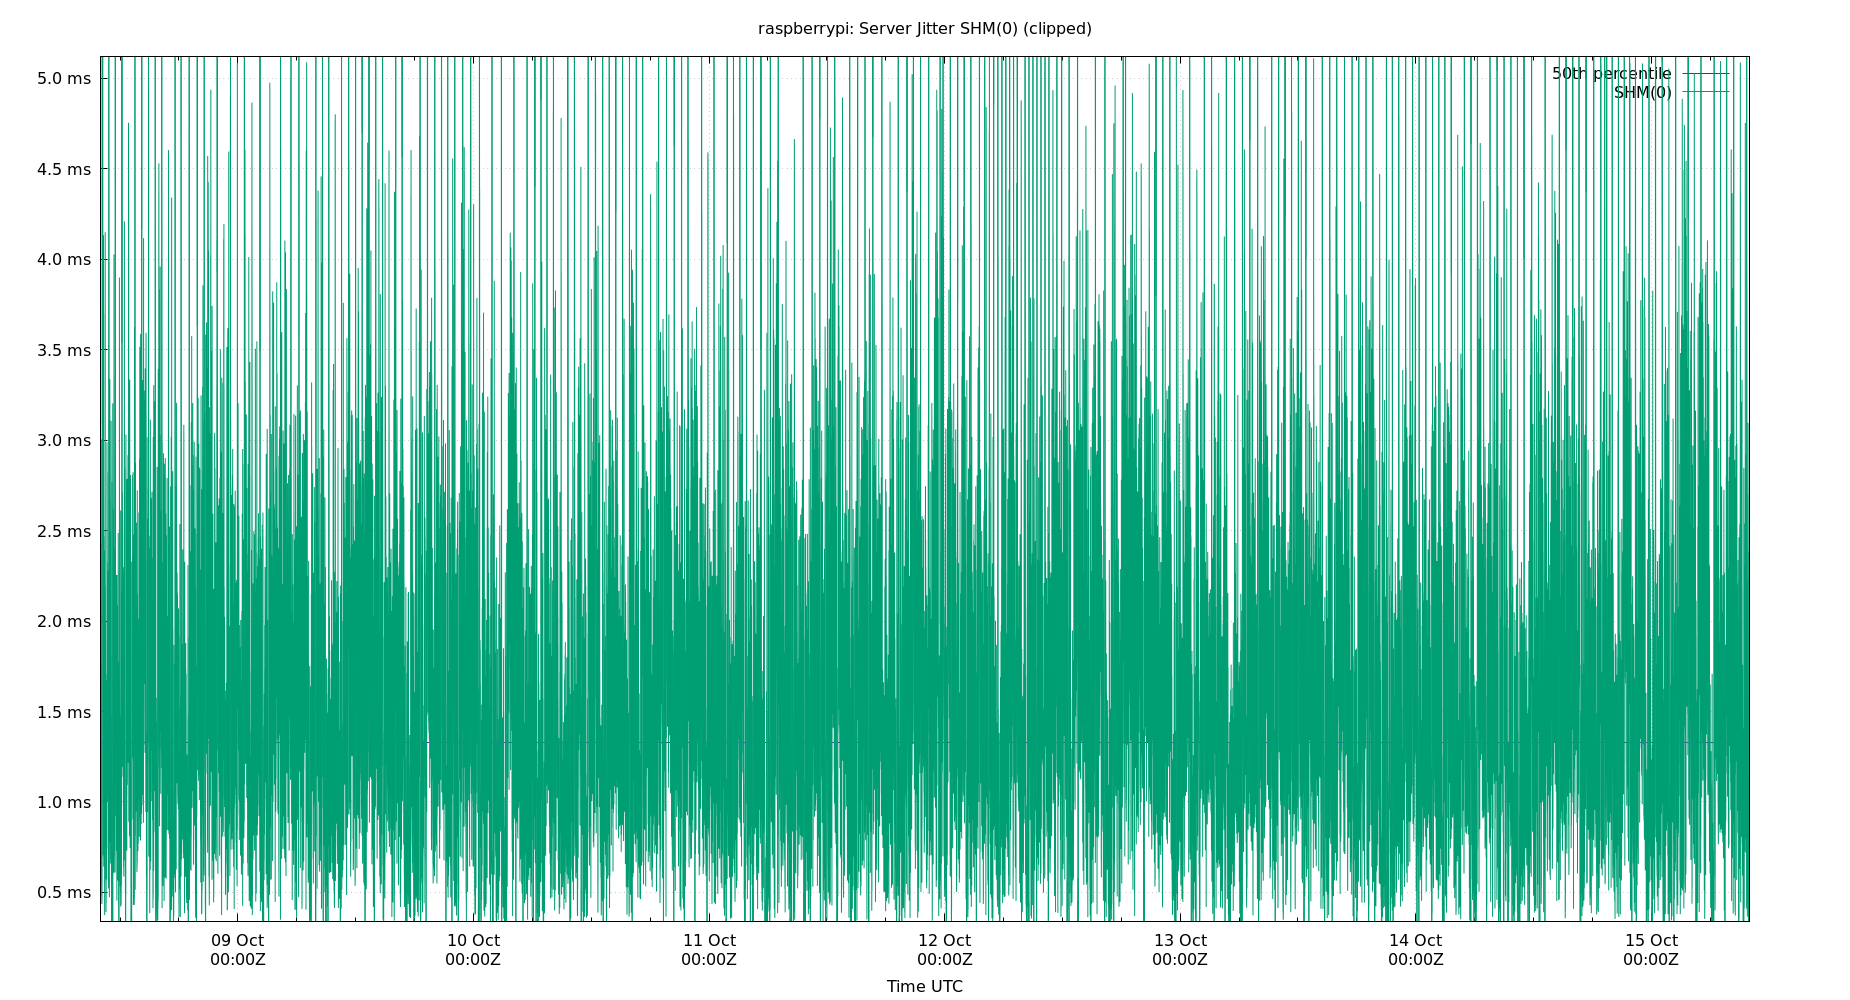 raspberrypi: Server Jitter SHM(0) (clipped)
5.0 ms
50th percentile
SHM(0)
4.5 ms
4.0 ms
3.5 ms
3.0 ms
2.5 ms
2.0 ms
1.5 ms
1.0 ms
0.5 ms
09 Oct 10 Oct 11 Oct 12 Oct 13 Oct 14 Oct 15 Oct
00:00Z 00:00Z 00:00Z 00:00Z 00:00Z 00:00Z 00:00Z
Time UTC